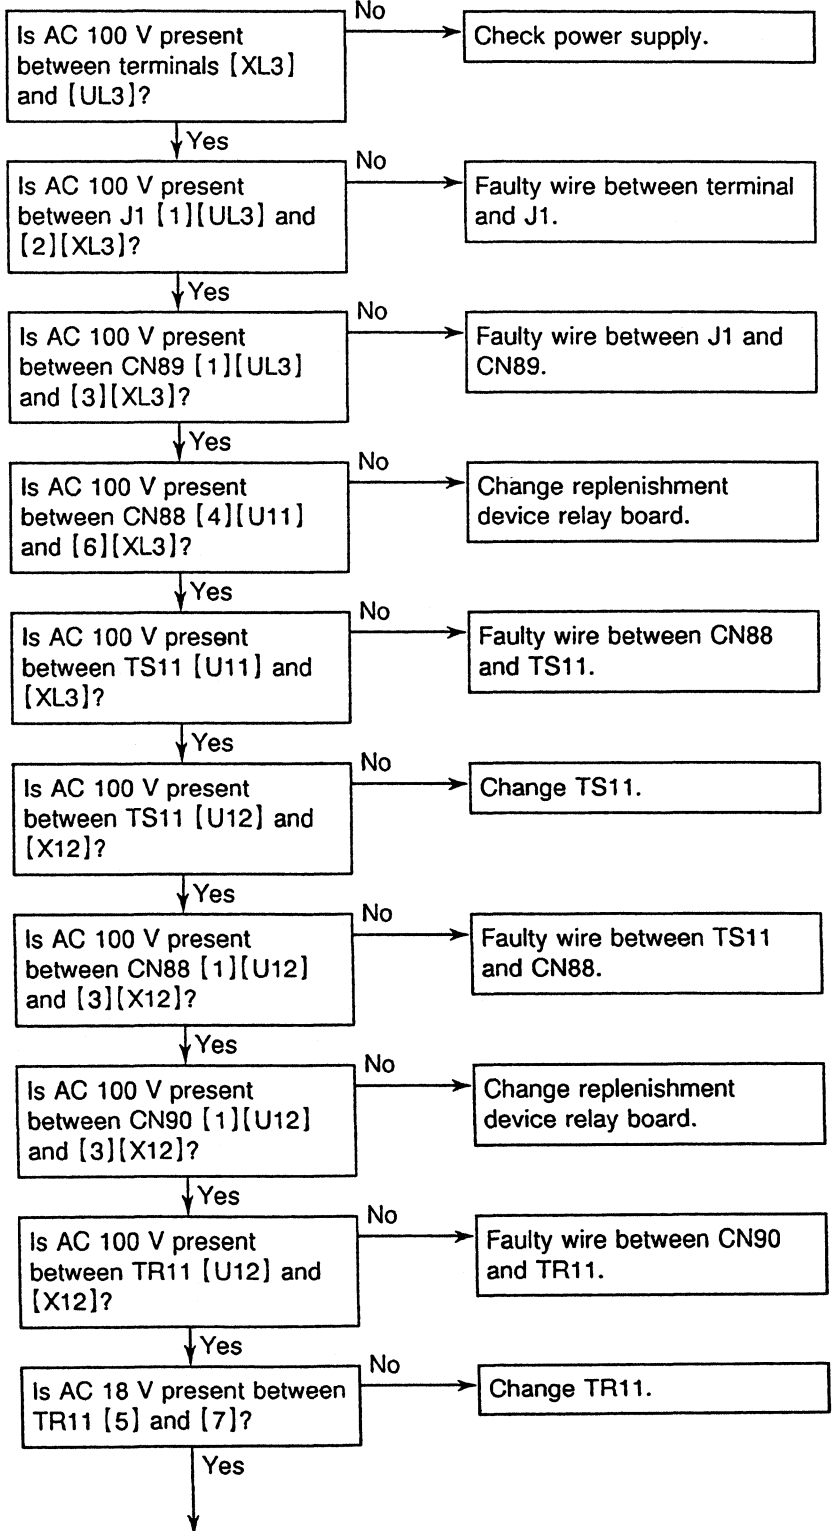 Is AC 100 V present
between terminals [XL3]
and [UL3]?
No
Check power supply.
Yes
Is AC 100 V present
between J1 [1][UL3] and
[2][XL3]?
No
Faulty wire between terminal
and J1.
Yes
Is AC 100 V present
between CN89 [1][UL3]
and [3][XL3]?
No
Faulty wire between J1 and
CN89.
Yes
Is AC 100 V present
between CN88 [4][U11]
and [6][XL3]?
No
Change replenishment
device relay board.
Yes
Is AC 100 V present
between TS11 [U11] and
[XL3]?
No
Faulty wire between CN88
and TS11.
Yes
Is AC 100 V present
between TS11 [U12] and
[X12]?
No
Change TS11.
Yes
Is AC 100 V present
between CN88 [1][U12]
and [3][X12]?
No
Faulty wire between TS11
and CN88.
Yes
Is AC 100 V present
between CN90 [1][U12]
and [3][X12]?
No
Change replenishment
device relay board.
Yes
Is AC 100 V present
between TR11 [U12] and
[X12]?
No
Faulty wire between CN90
and TR11.
Yes
Is AC 18 V present between
TR11 [5] and [7]?
No
Change TR11.
Yes